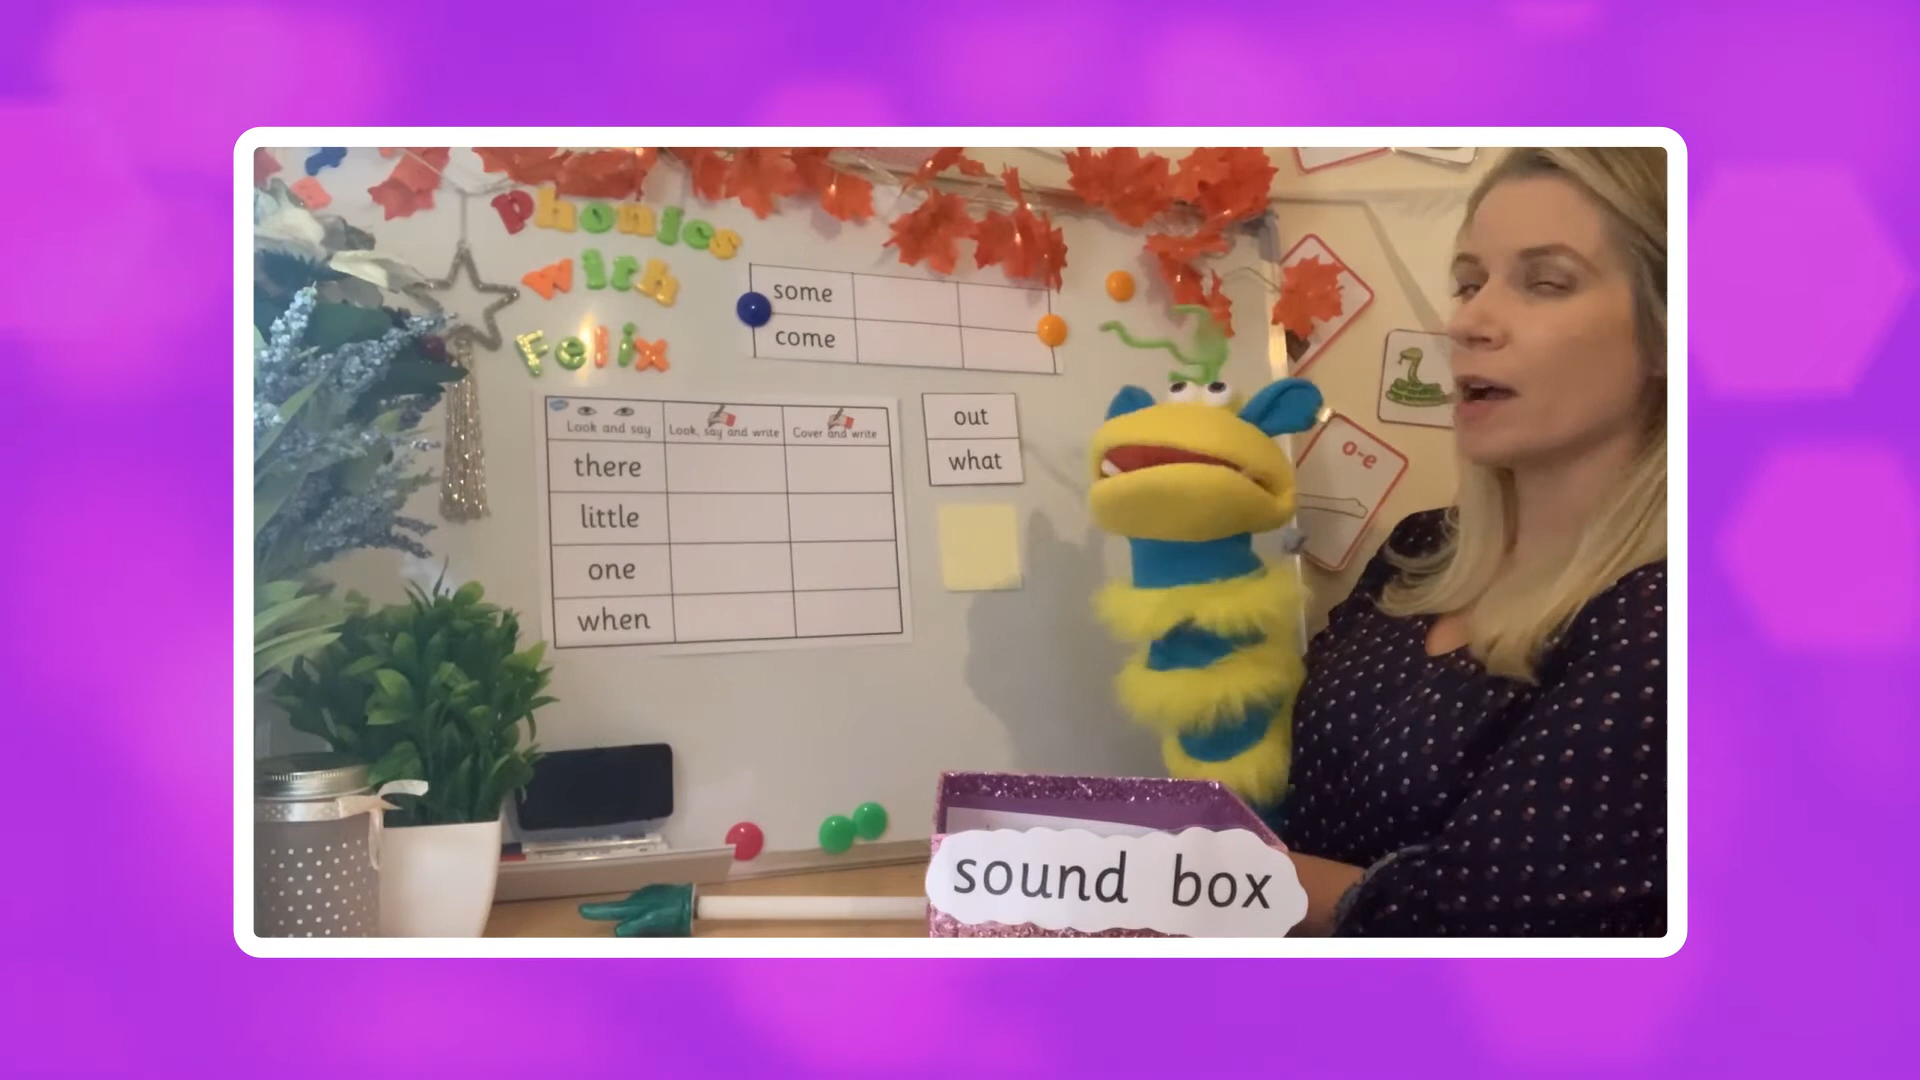 Phonics
with
Felix
some
come
Look and say
Look, say and write
Cover and write
there
little
one
when
out
what
o-e
sound box